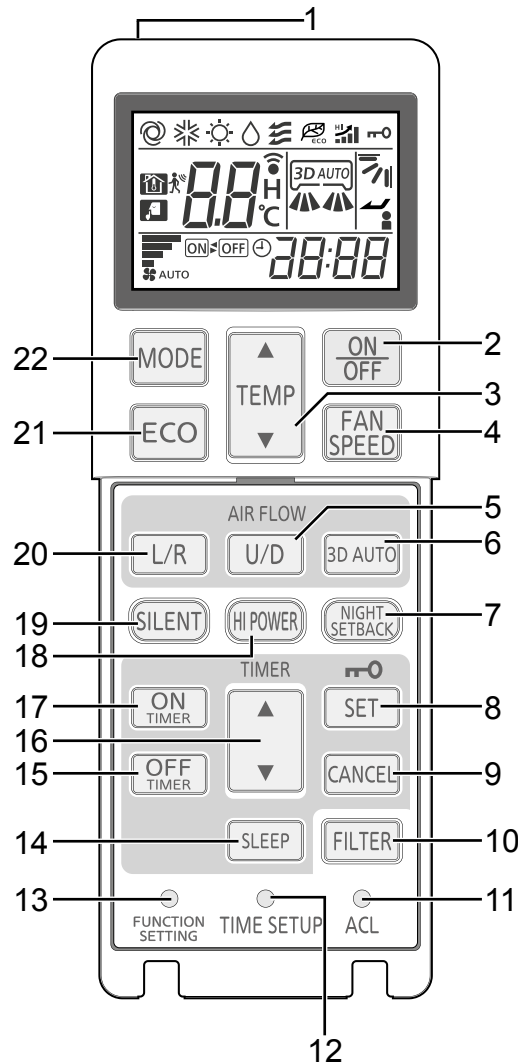 1
ECO
HI
3D AUTO
88 H
°C
ON OFF 88:88
AUTO
22 MODE TEMP ON
OFF 2
3
21 ECO FAN
SPEED 4
AIR FLOW 5
20 L/R U/D 3D AUTO 6
19 SILENT HI POWER NIGHT
SETBACK 7
18
TIMER
17 ON
TIMER SET 8
16
15 OFF
TIMER CANCEL 9
14 SLEEP FILTER 10
13 11
FUNCTION
SETTING TIME SETUP ACL
12